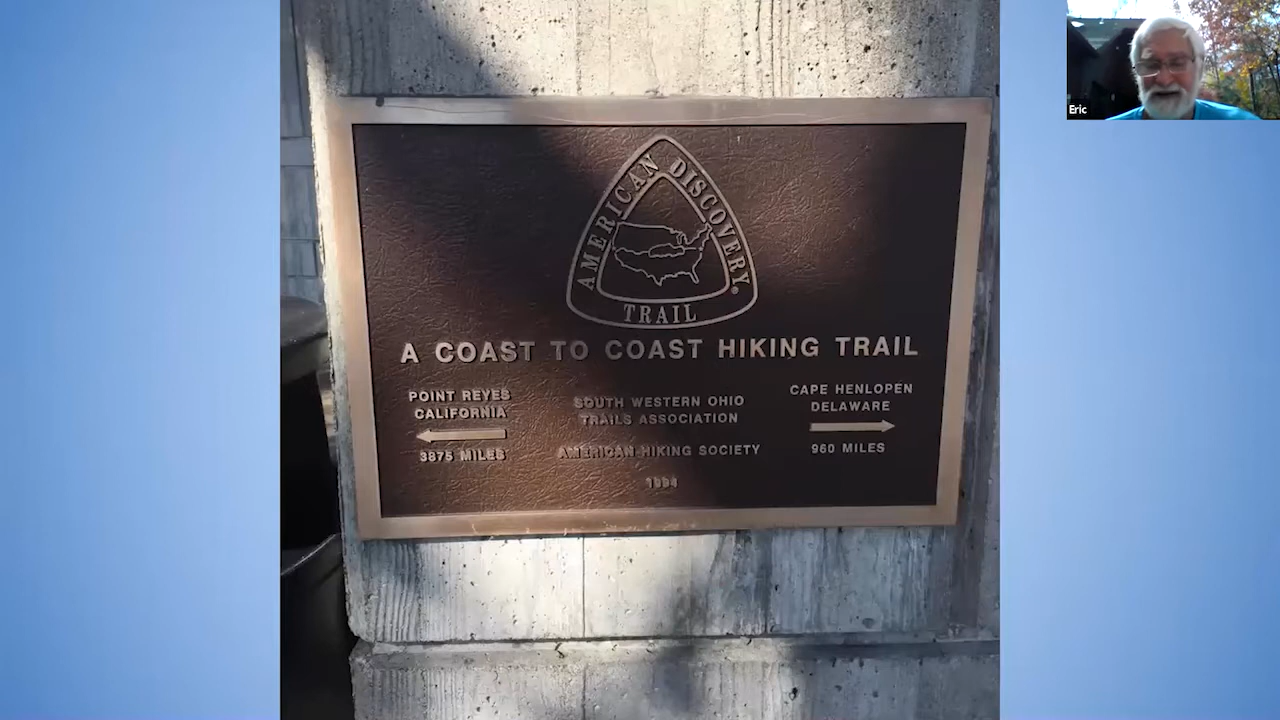 AMERICAN DISCOVERY
TRAIL
A COAST TO COAST HIKING TRAIL
POINT REYES
CALIFORNIA
3875 MILES
SOUTH WESTERN OHIO
TRAILS ASSOCIATION
AMERICAN HIKING SOCIETY
1994
CAPE HENLOPEN
DELAWARE
960 MILES
Eric